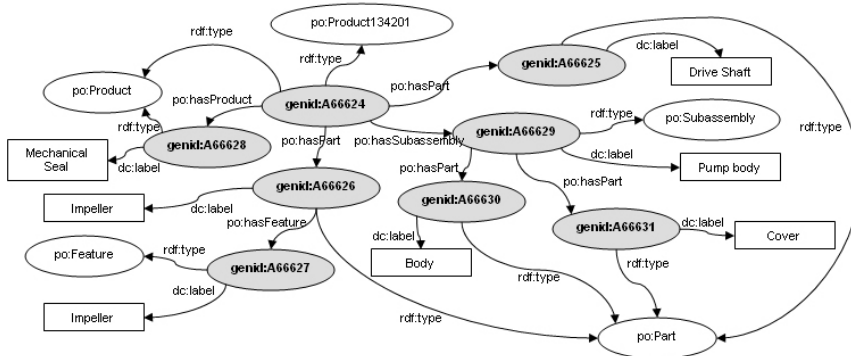 po:Product134201
rdf:type
rdf:type
genid:A66625
dc:label
Drive Shaft
po:Product
po:hasProduct
genid:A66624
po:hasPart
po:Subassembly
rdf:type
rdf:type
rdf:type
genid:A66628
po:hasPart
po:hasSubassembly
genid:A66629
Mechanical
Seal
dc:label
po:hasPart
dc:label
Pump body
po:hasPart
genid:A66626
genid:A66630
Impeller
dc:label
po:hasFeature
dc:label
genid:A66631
dc:label
Cover
po:Feature
rdf:type
genid:A66627
Body
rdf:type
rdf:type
dc:label
Impeller
rdf:type
po:Part